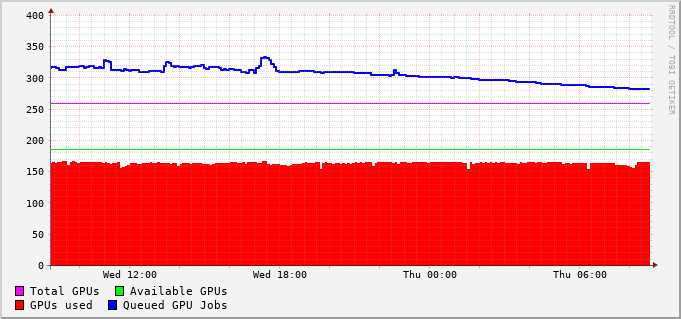 400
350
300
250
200
150
100
50
0
Wed 12:00 Wed 18:00 Thu 00:00 Thu 06:00
Total GPUs Available GPUs
GPUs used Queued GPU Jobs
RRDTOOL / TOBI OETIKER